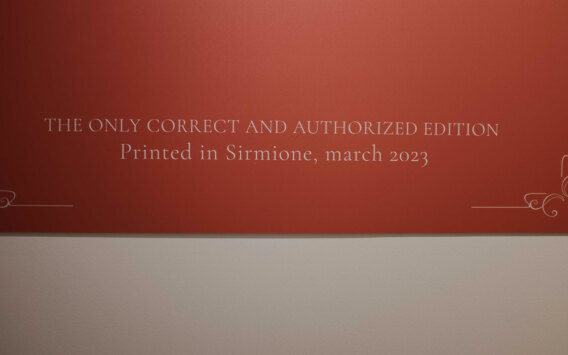 THE ONLY CORRECT AND AUTHORIZED EDITION
Printed in Sirmione, march 2023